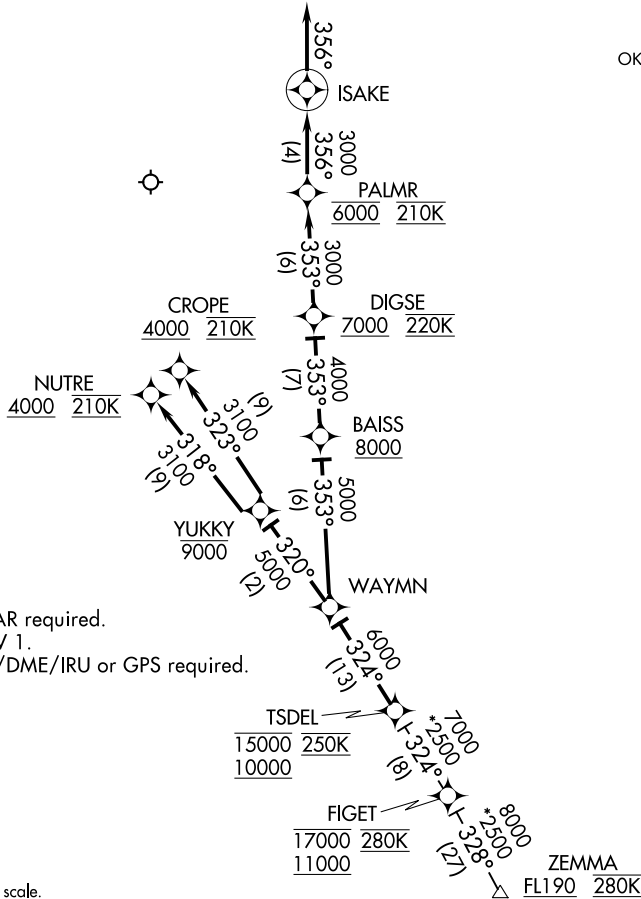 356°
OK
ISAKE
3000
356°
(4)
PALMR
6000 210K
3000
353°
(6)
CROPE
4000 210K
DIGSE
7000 220K
NUTRE
4000 210K
4000
353°
(7)
(9)
3100
323°
318°
3100
(9)
BAISS
8000
5000
353°
(6)
YUKKY
9000
320°
5000
(2)
WAYMN
AR required.
1.
/DME/IRU or GPS required.
6000
324°
(13)
TSDEL
15000 250K
10000
7000
*2500
324°
(8)
FIGET
17000 280K
11000
8000
*2500
328°
(27)
ZEMMA
FL190 280K
scale.